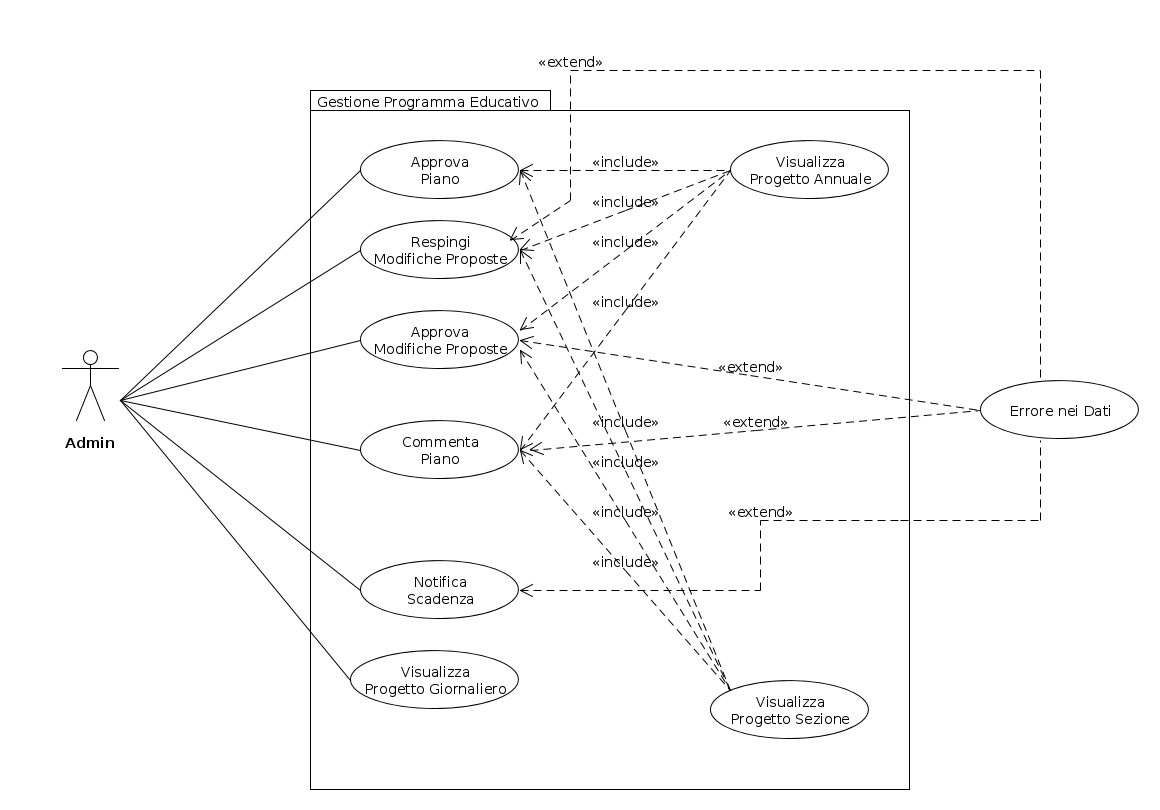 «extend»
Gestione Programma Educativo
Approva
Piano
«include»
Visualizza
Progetto Annuale
«include»
Respingi
Modifiche Proposte
«include»
«include»
Approva
Modifiche Proposte
«extend»
Errore nei Dati
Admin
Commenta
Piano
«include»
«extend»
«include»
«include»
«extend»
«include»
Notifica
Scadenza
Visualizza
Progetto Giornaliero
Visualizza
Progetto Sezione